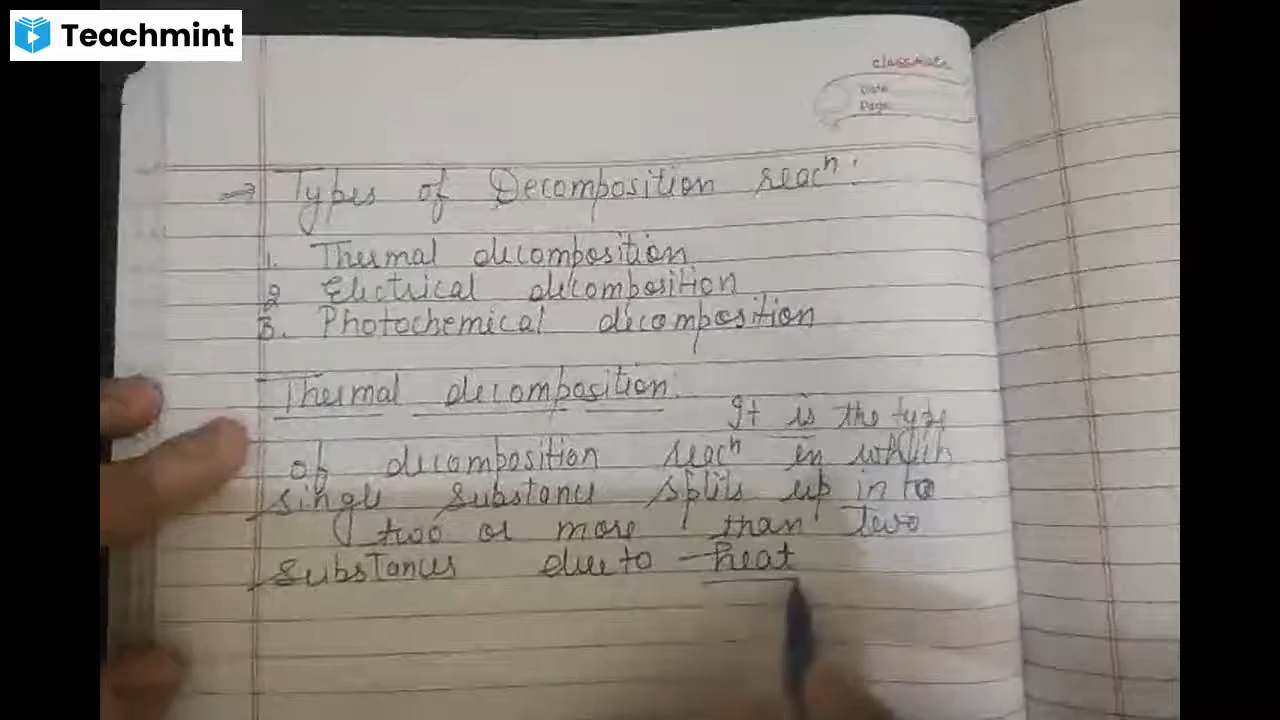 Teachmint
classmate
Date
Page
Types of Decomposition reacn.
1. Thermal decomposition
2 Electrical decomposition
3. Photochemical decomposition
Thermal decomposition:
It is the type
of decomposition reacn in which
single substance splits up in to
two or more than two
substances due to heat